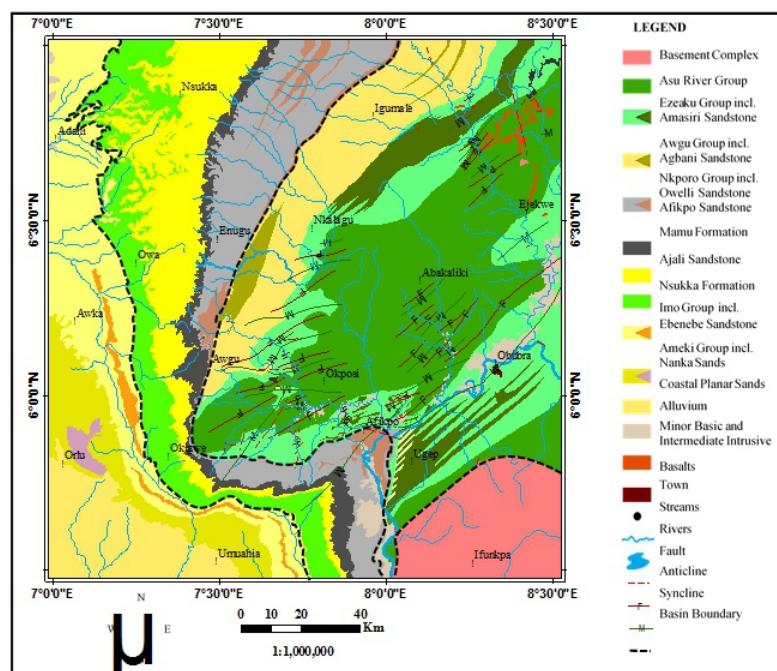 7°0'0"E 7°30'0"E 8°0'0"E 8°30'0"E
LEGEND
Basement Complex
Asu River Group
Ezeaku Group incl.
Amasiri Sandstone
Awgu Group incl.
Agbani Sandstone
Nkporo Group incl.
Owelli Sandstone
Afikpo Sandstone
Mamu Formation
Ajali Sandstone
Nsukka Formation
Imo Group incl.
Ebenebe Sandstone
Ameki Group incl.
Nanka Sands
Coastal Planar Sands
Alluvium
Minor Basic and
Intermediate Intrusive
Basalts
Town
Streams
Rivers
Fault
Anticline
Syncline
F
Basin Boundary
M
Nsukka
Igumale
Adani
6°30'0"N 6°30'0"N
Enugu
Nkalagu
Ejekwe
Owa
Abakaliki
Awka
Awgu
Okposi
Obubra
6°0'0"N 6°0'0"N
Afikpo
Orlu
Okigwe
Ugep
Umuahia
Ifunkpa
7°0'0"E 7°30'0"E 8°0'0"E 8°30'0"E
N
W E
μ
0 10 20 40
Km
1:1,000,000